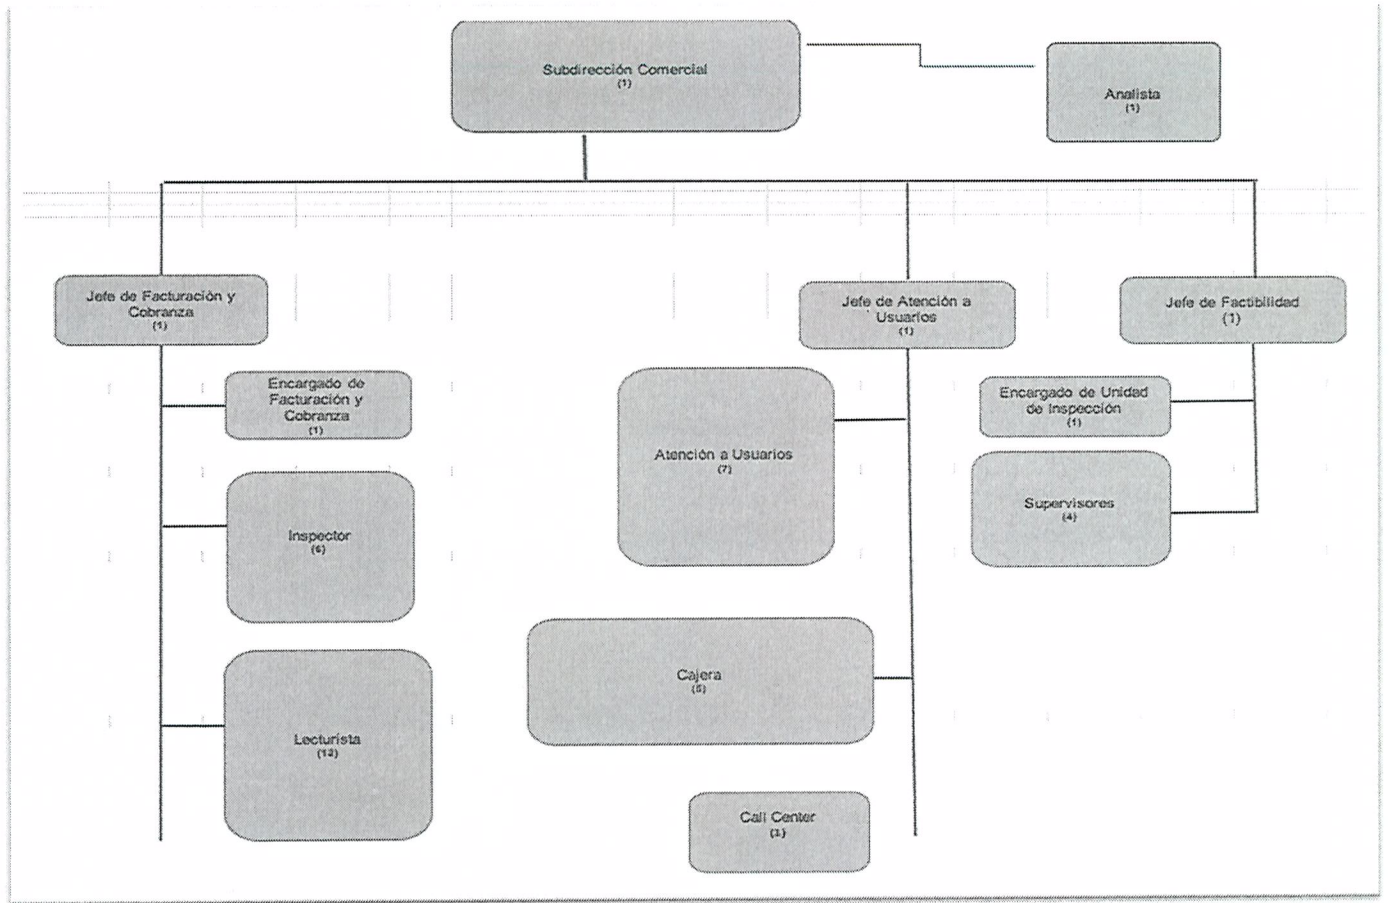 Subdirección Comercial
(1)
Analista
(1)
Jefe de Facturación y
Cobranza
(1)
Jefe de Atención a
Usuarios
(1)
Jefe de Factibilidad
(1)
Encargado de
Facturación y
Cobranza
(1)
Encargado de Unidad
de Inspección
(1)
Atención a Usuarios
(7)
Supervisores
(4)
Inspector
(6)
Cajera
(5)
Lecturista
(12)
Call Center
(1)